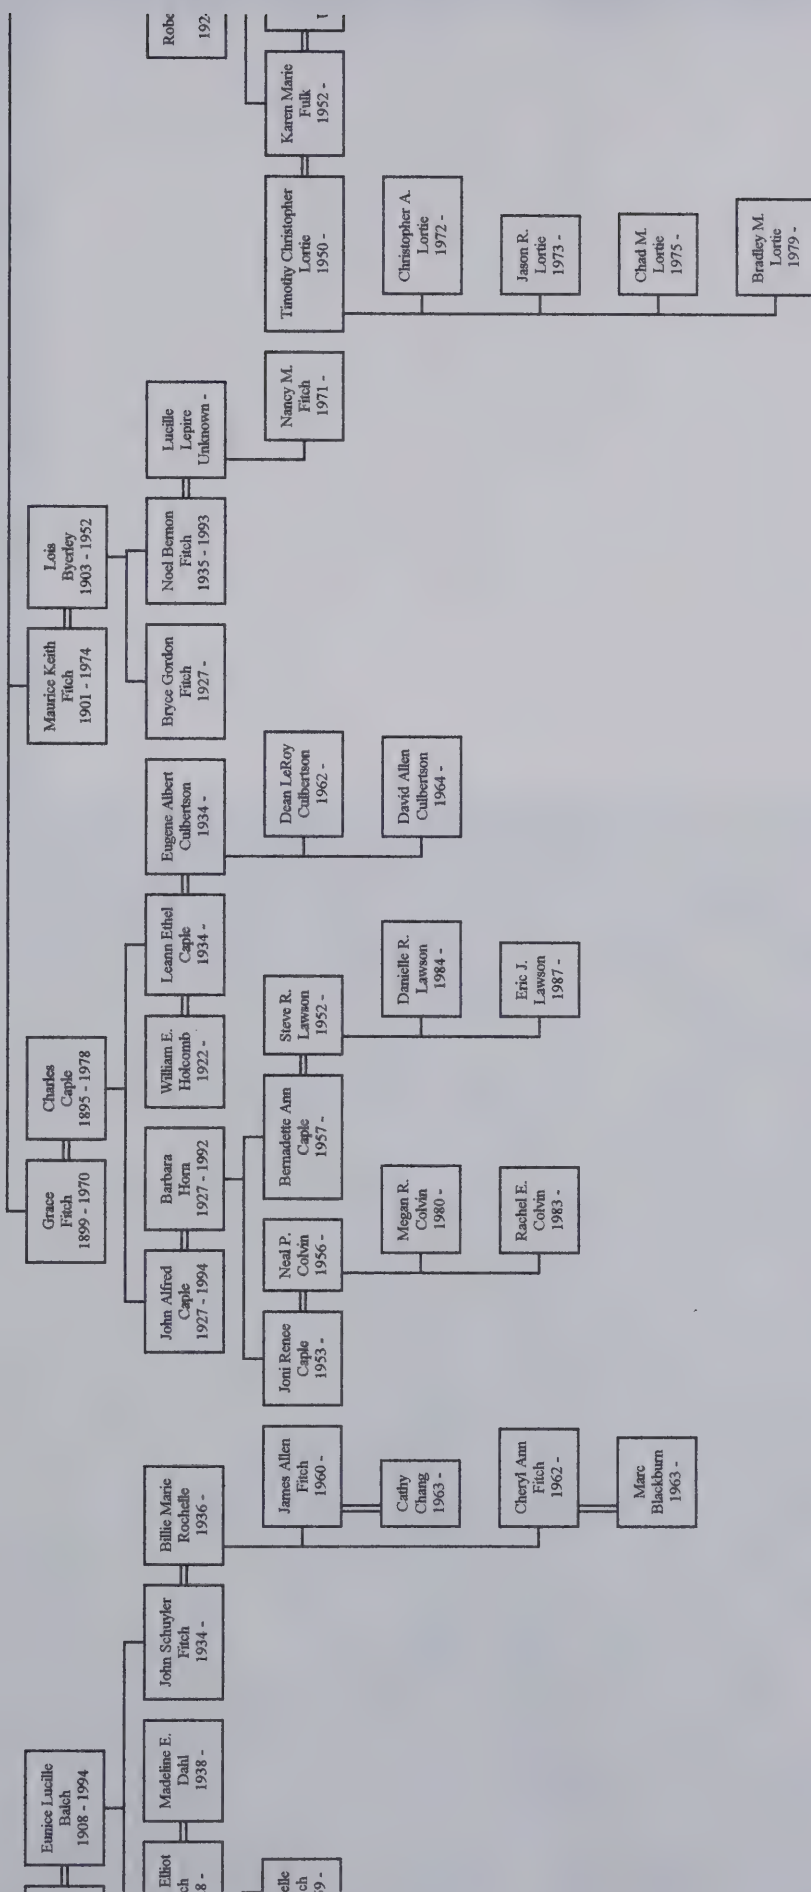 Eunice Lucille
Balch
1908 - 1994
Grace
Fitch
1899 - 1970
Charles
Caple
1895 - 1978
Maurice Keith
Fitch
1901 - 1974
Lois
Byerley
1903 - 1952
Elliot
ch
8 -
Madeline E.
Dahl
1938 -
John Schuyler
Fitch
1934 -
Billie Marie
Rochelle
1936 -
John Alfred
Caple
1927 - 1994
Barbara
Horn
1927 - 1992
William E.
Holcomb
1922 -
Leann Ethel
Caple
1934 -
Eugene Albert
Culbertson
1934 -
Bryce Gordon
Fitch
1927 -
Noel Bernon
Fitch
1935 - 1993
Lucille
Lepire
Unknown -
Robe
192
elle
ch
James Allen
Fitch
1960 -
Joni Renee
Caple
1953 -
Neal P.
Colvin
1956 -
Bernadette Ann
Caple
1957 -
Steve R.
Lawson
1952 -
Dean LeRoy
Culbertson
1962 -
Nancy M.
Fitch
1971 -
Timothy Christopher
Lortie
1950 -
Karen Marie
Fulk
1952 -
Cathy
Chang
1963 -
Megan R.
Colvin
1980 -
Danielle R.
Lawson
1984 -
David Allen
Culbertson
1964 -
Christopher A.
Lortie
1972 -
Cheryl Ann
Fitch
1962 -
Rachel E.
Colvin
1983 -
Eric J.
Lawson
1987 -
Jason R.
Lortie
1973 -
Marc
Blackburn
1963 -
Chad M.
Lortie
1975 -
Bradley M.
Lortie
1979 -